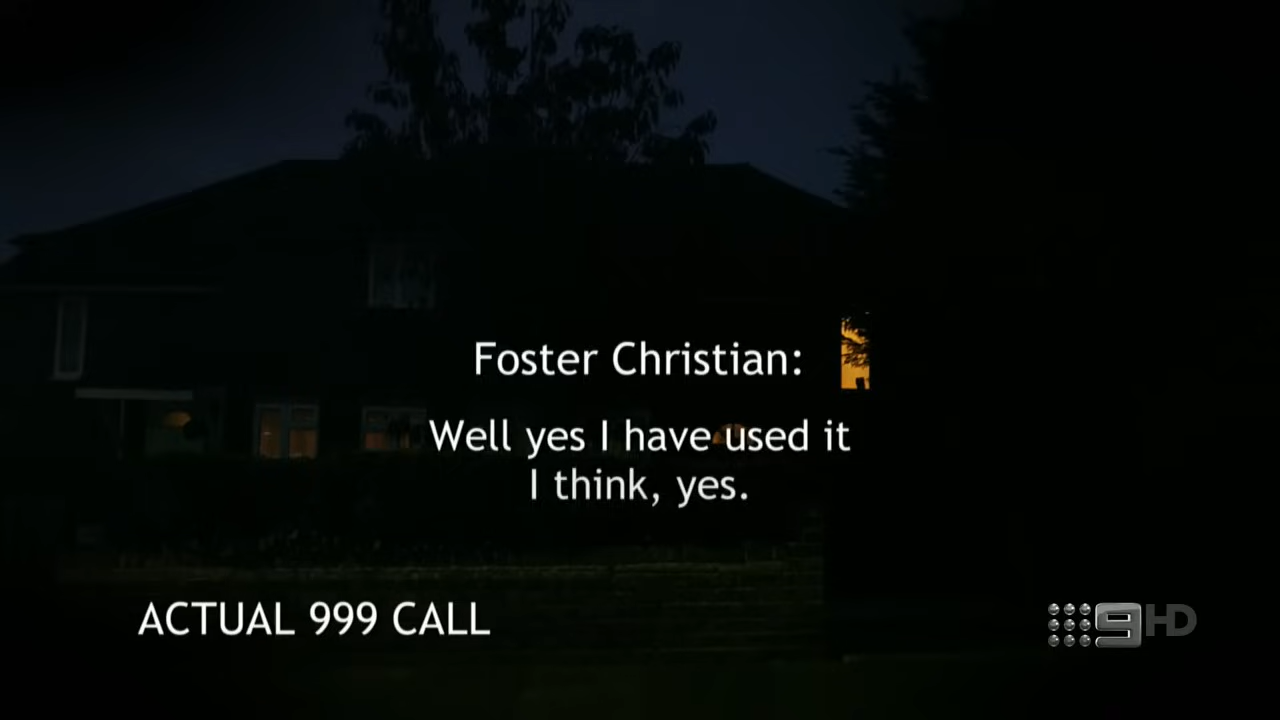 Foster Christian:
Well yes I have used it
I think, yes.
ACTUAL 999 CALL
9HD